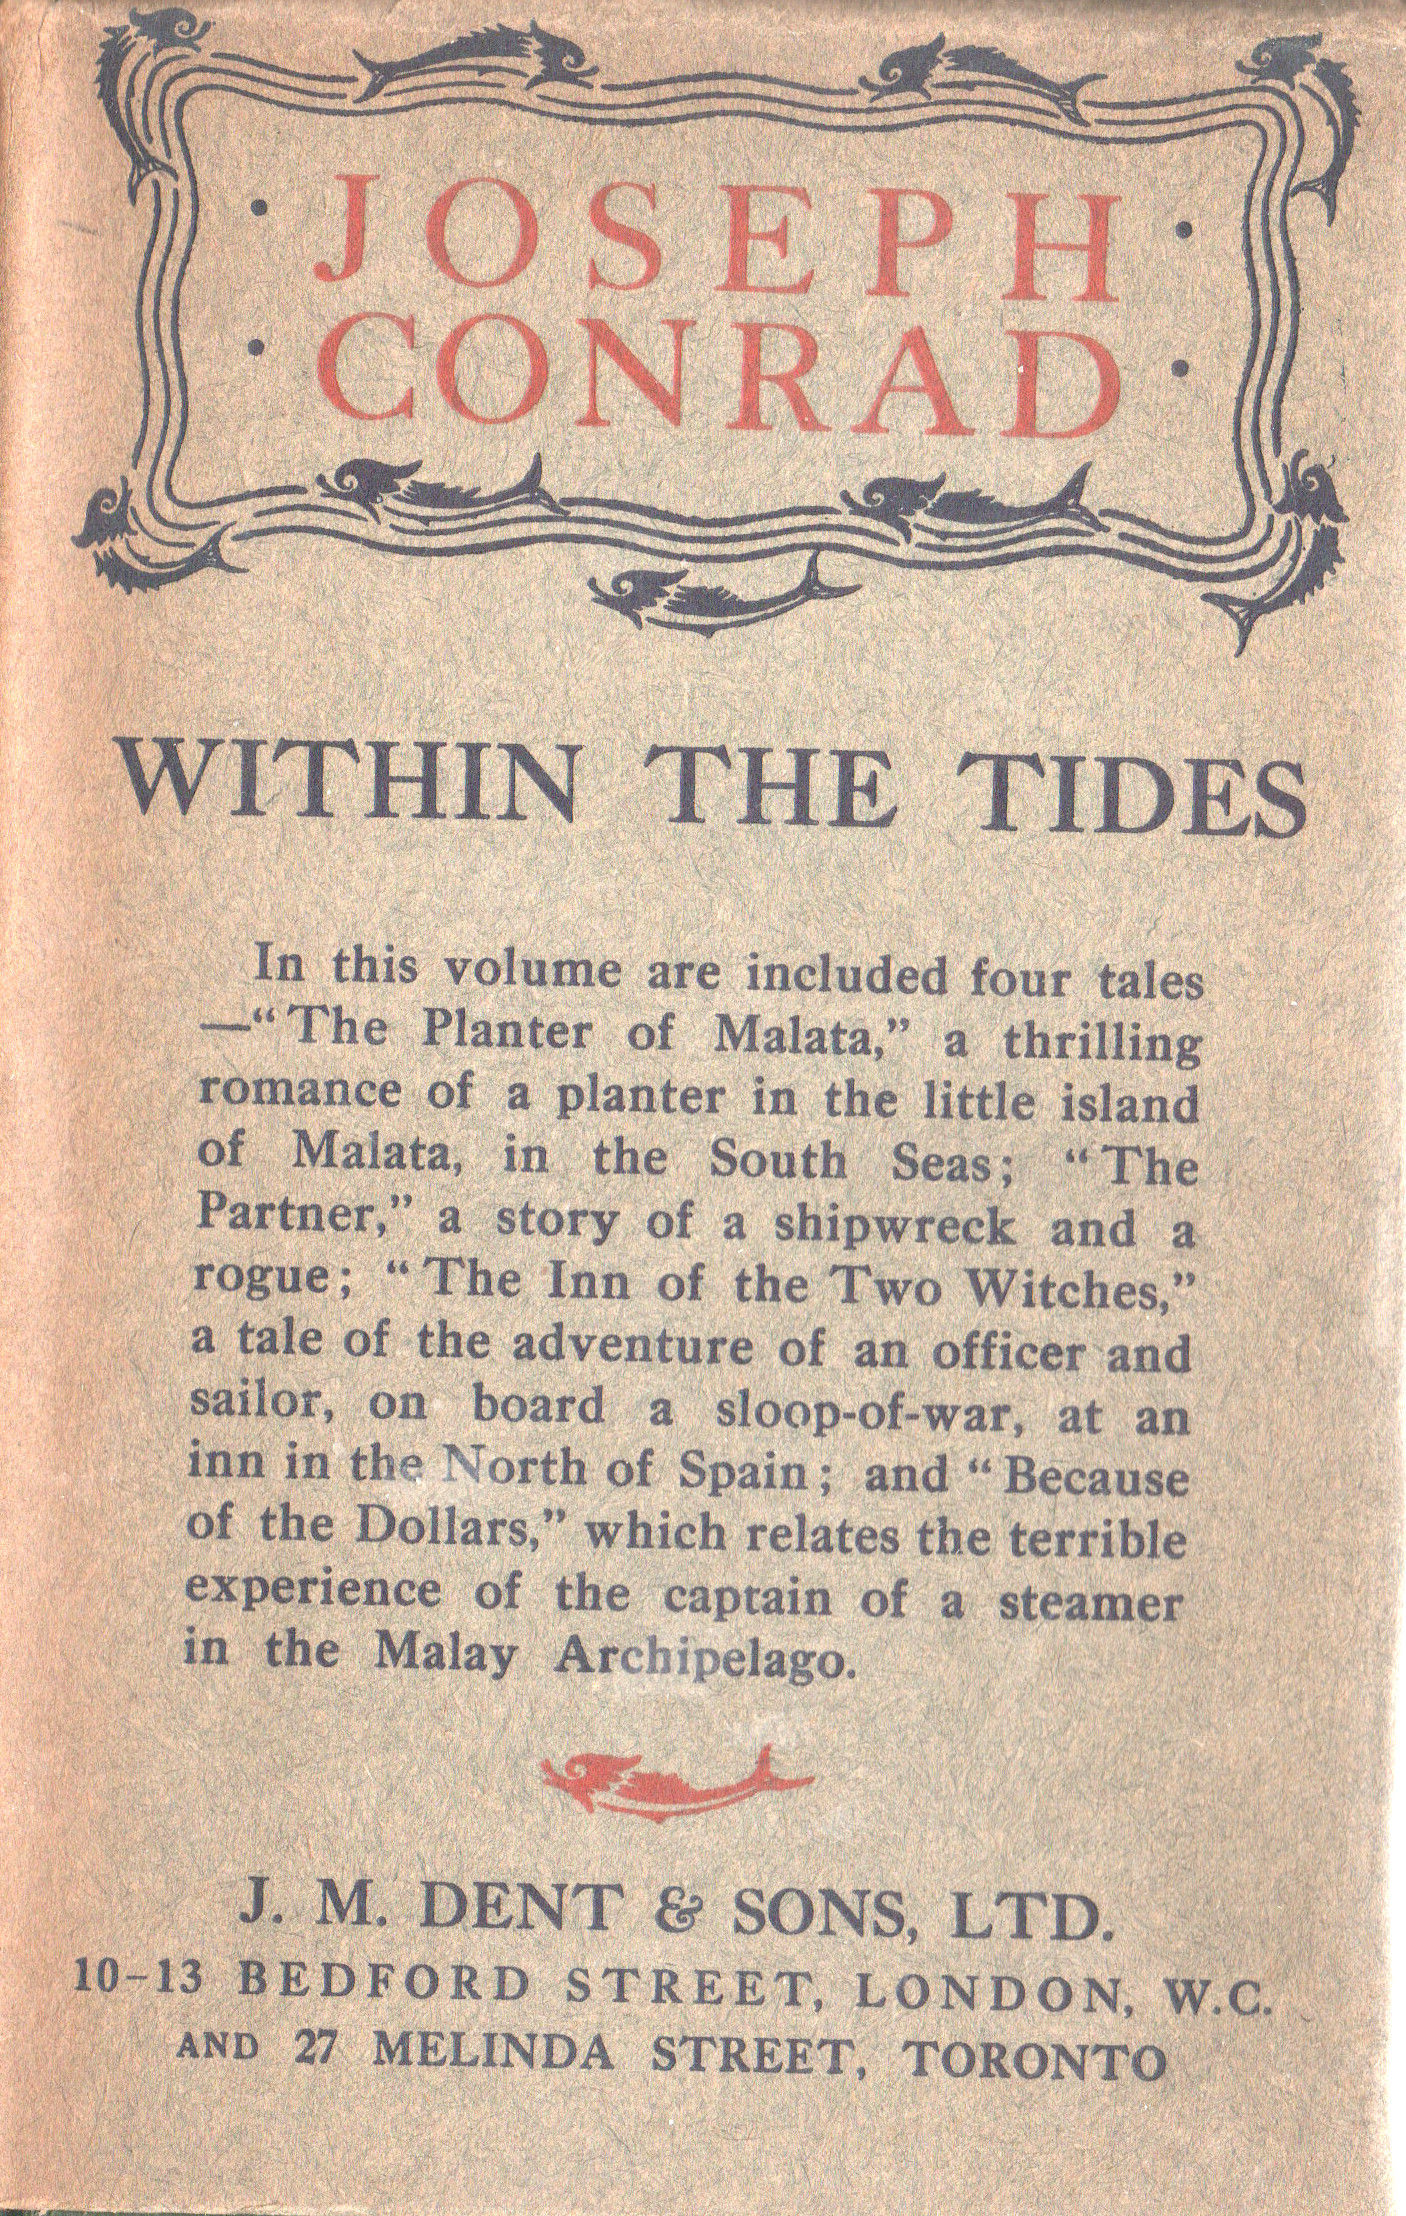 JOSEPH
CONRAD
WITHIN THE TIDES
In this volume are included four tales
—“The Planter of Malata,” a thrilling
romance of a planter in the little island
of Malata, in the South Seas; “The
Partner,” a story of a shipwreck and a
rogue; “The Inn of the Two Witches,”
a tale of the adventure of an officer and
sailor, on board a sloop-of-war, at an
inn in the North of Spain; and “Because
of the Dollars,” which relates the terrible
experience of the captain of a steamer
in the Malay Archipelago.
J. M. DENT & SONS, LTD.
10–13 BEDFORD STREET, LONDON, W.C.
AND 27 MELINDA STREET, TORONTO